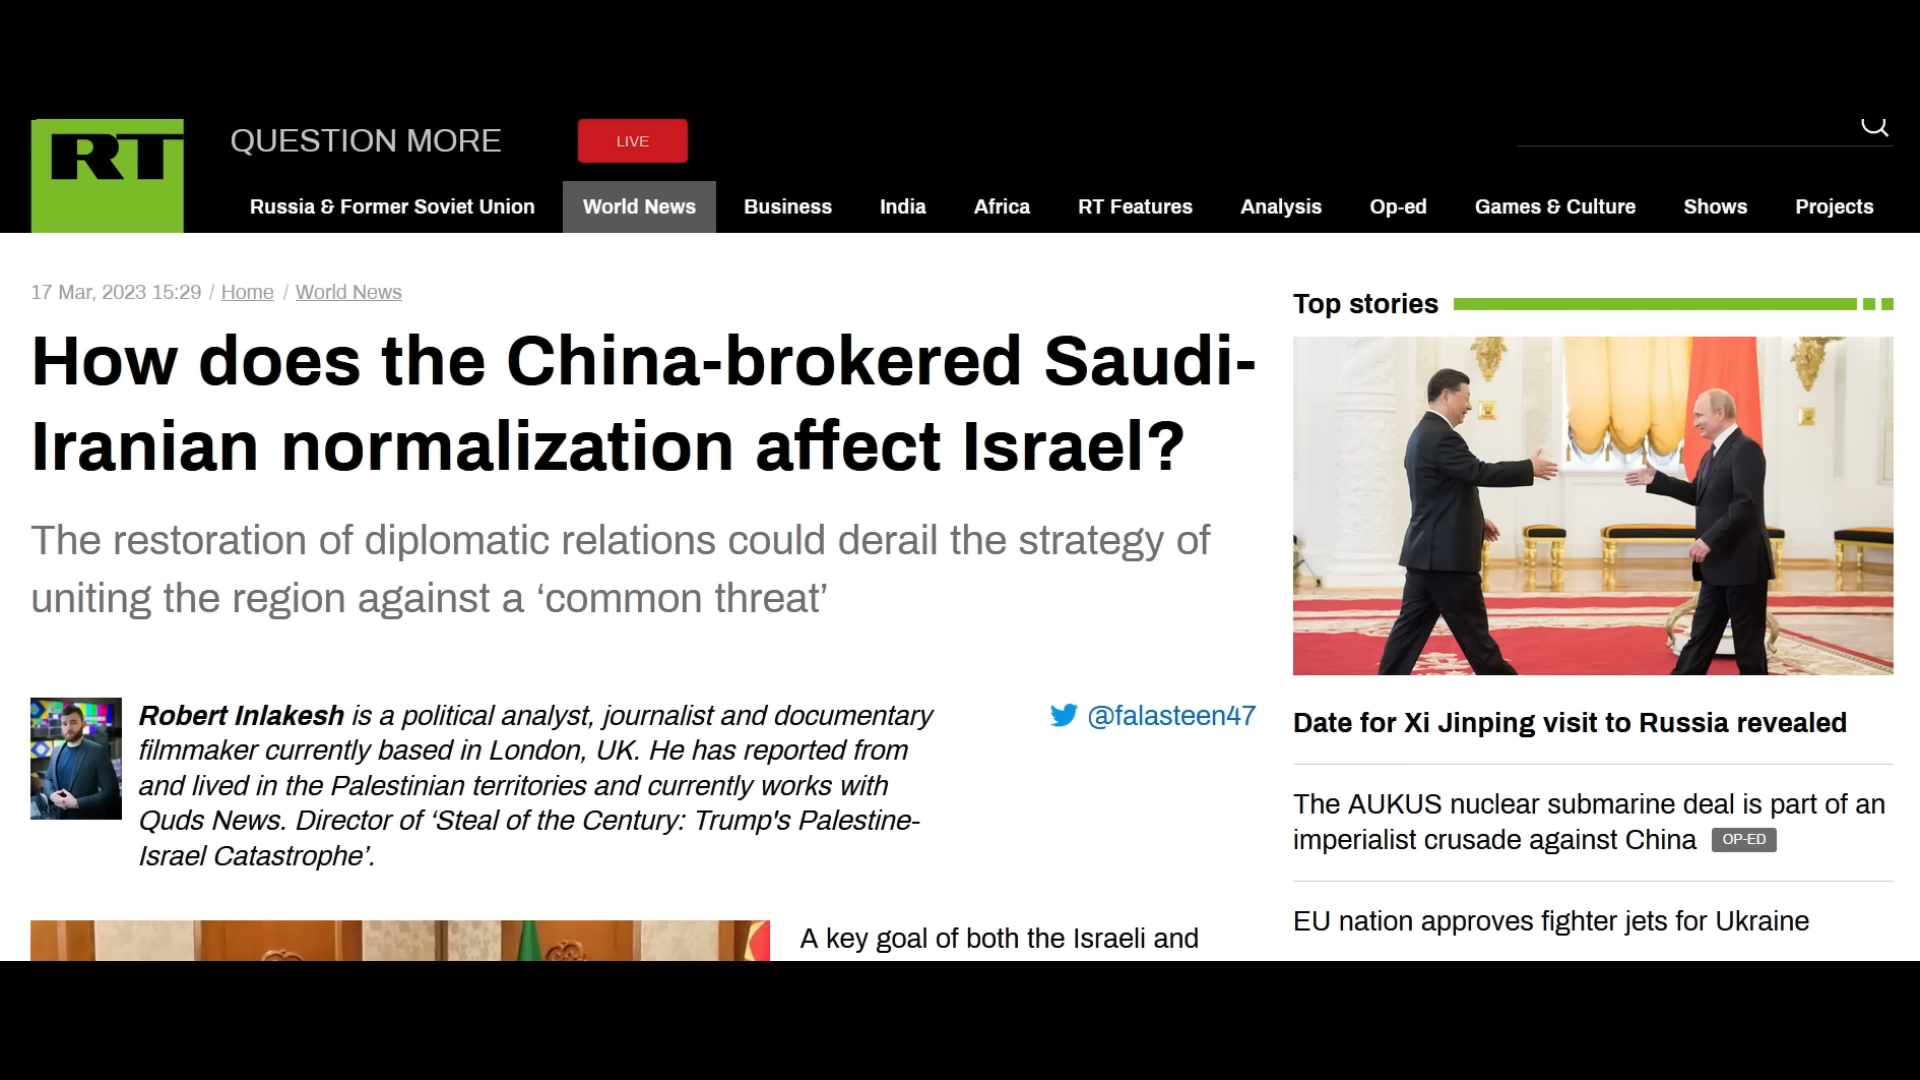 RT
QUESTION MORE
LIVE
Russia & Former Soviet Union
World News
Business
India
Africa
RT Features
Analysis
Op-ed
Games & Culture
Shows
Projects
17 Mar, 2023 15:29 / Home / World News
How does the China-brokered Saudi-
Iranian normalization affect Israel?
The restoration of diplomatic relations could derail the strategy of
uniting the region against a ‘common threat’
Robert Inlakesh is a political analyst, journalist and documentary
filmmaker currently based in London, UK. He has reported from
and lived in the Palestinian territories and currently works with
Quds News. Director of ‘Steal of the Century: Trump's Palestine-
Israel Catastrophe’.
@falasteen47
A key goal of both the Israeli and
Top stories
Date for Xi Jinping visit to Russia revealed
The AUKUS nuclear submarine deal is part of an
imperialist crusade against China OP-ED
EU nation approves fighter jets for Ukraine